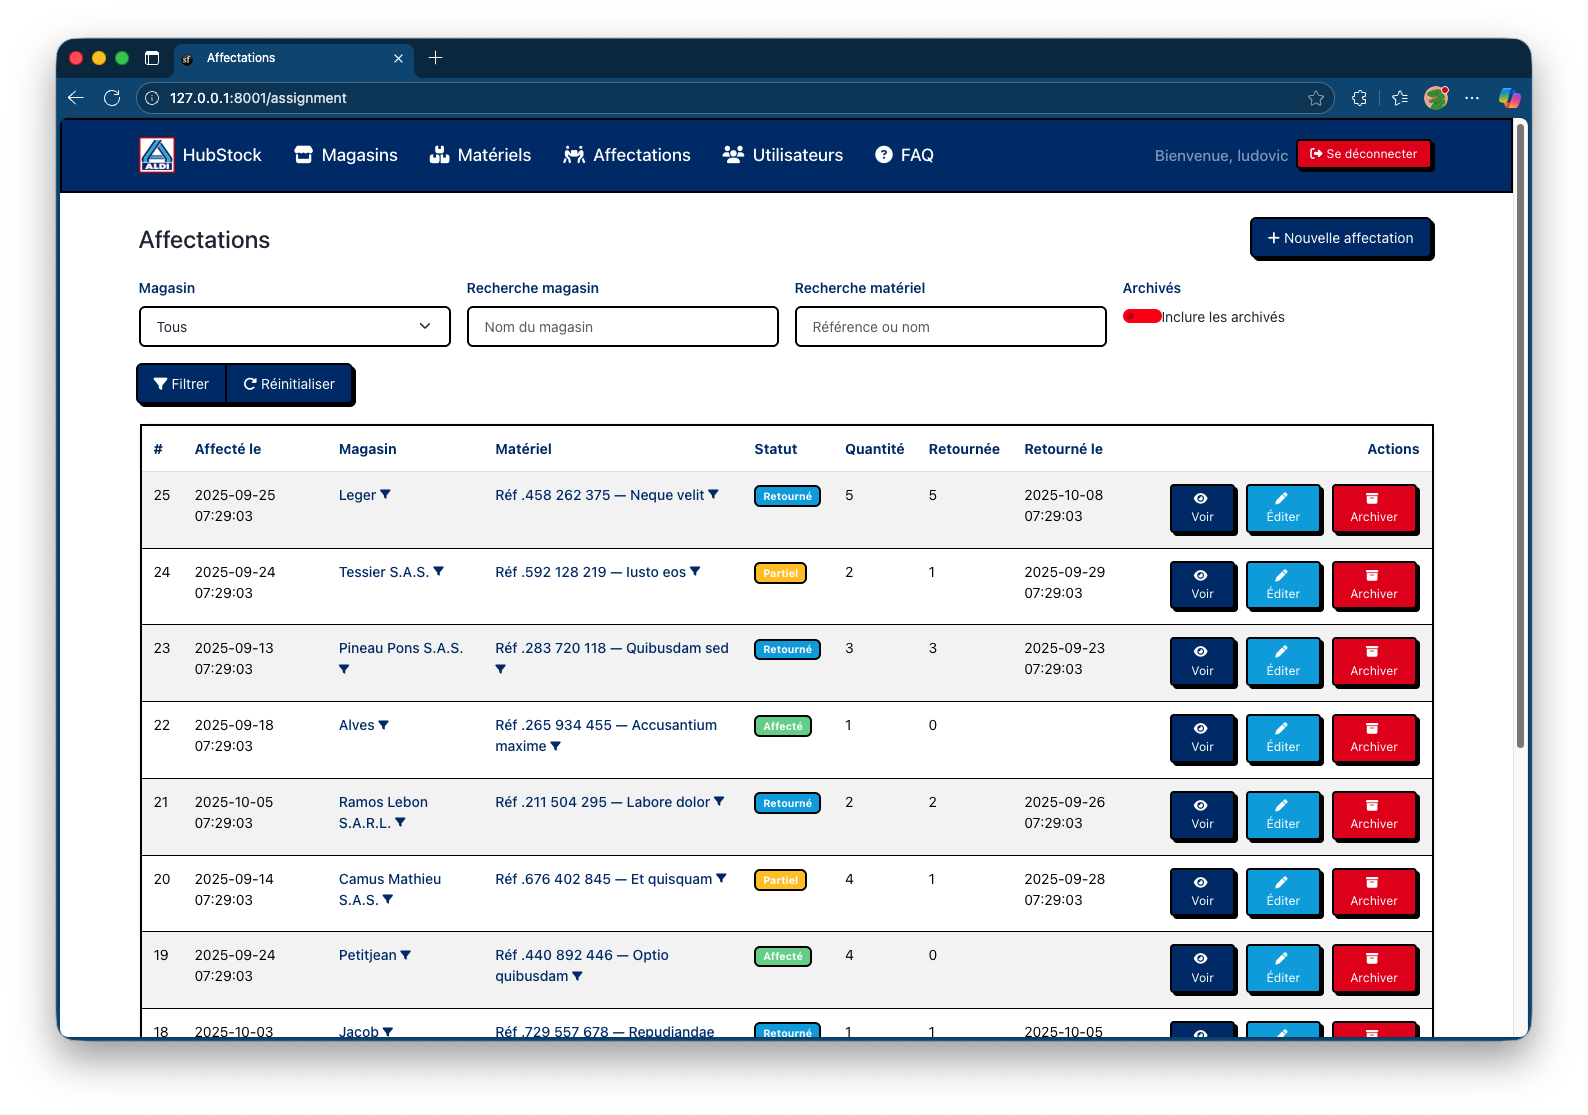 Affectations
127.0.0.1:8001/assignment
ALDI HubStock Magasins Matériels Affectations Utilisateurs FAQ Bienvenue, ludovic Se déconnecter
Affectations
Nouvelle affectation
Magasin Recherche magasin Recherche matériel Archivés
Tous Nom du magasin Référence ou nom Inclure les archivés
Filtrer Réinitialiser
# Affecté le Magasin Matériel Statut Quantité Retournée Retourné le Actions
25 2025-09-25 Leger Réf .458 262 375 — Neque velit Retourné 5 5 2025-10-08
07:29:03 07:29:03 Voir Éditer Archiver
24 2025-09-24 Tessier S.A.S. Réf .592 128 219 — Iusto eos Partiel 2 1 2025-09-29
07:29:03 07:29:03 Voir Éditer Archiver
23 2025-09-13 Pineau Pons S.A.S. Réf .283 720 118 — Quibusdam sed Retourné 3 3 2025-09-23
07:29:03 07:29:03 Voir Éditer Archiver
22 2025-09-18 Alves Réf .265 934 455 — Accusantium Affecté 1 0
07:29:03 maxime Voir Éditer Archiver
21 2025-10-05 Ramos Lebon Réf .211 504 295 — Labore dolor Retourné 2 2 2025-09-26
07:29:03 S.A.R.L. 07:29:03 Voir Éditer Archiver
20 2025-09-14 Camus Mathieu Réf .676 402 845 — Et quisquam Partiel 4 1 2025-09-28
07:29:03 S.A.S. 07:29:03 Voir Éditer Archiver
19 2025-09-24 Petitjean Réf .440 892 446 — Optio Affecté 4 0
07:29:03 quibusdam Voir Éditer Archiver
18 2025-10-03 Jacob Réf .729 557 678 — Repudiandae Retourné 1 1 2025-10-05